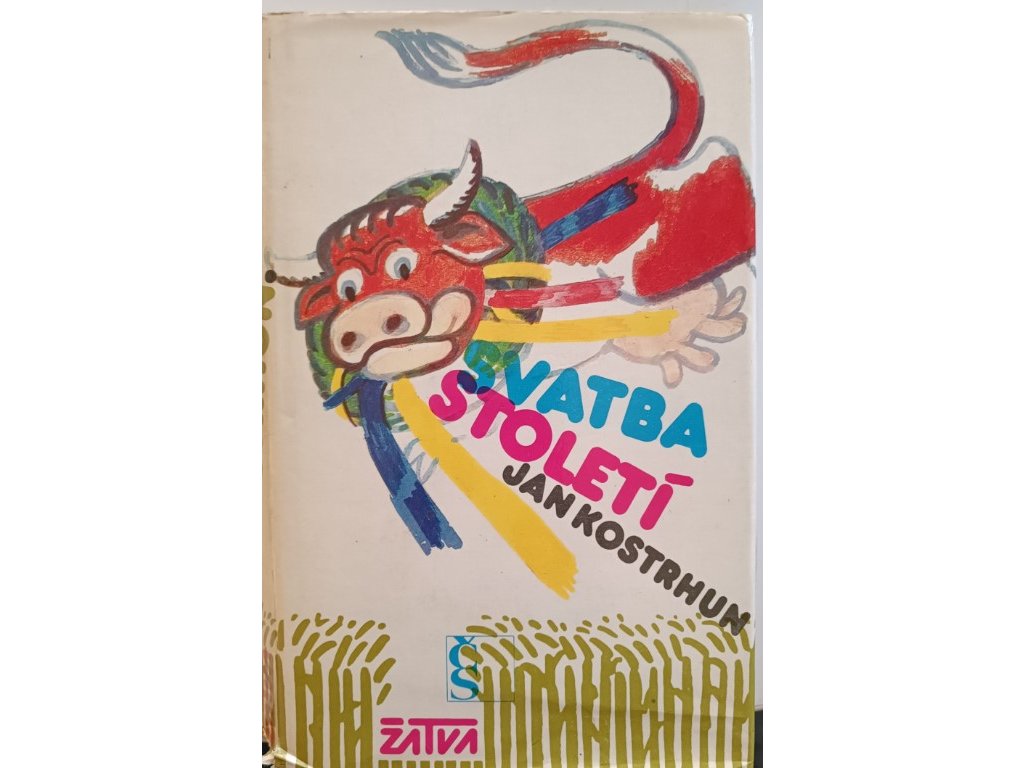 SVATBA
STOLETÍ
JAN KOSTRHUN
ČS
ŽATVA